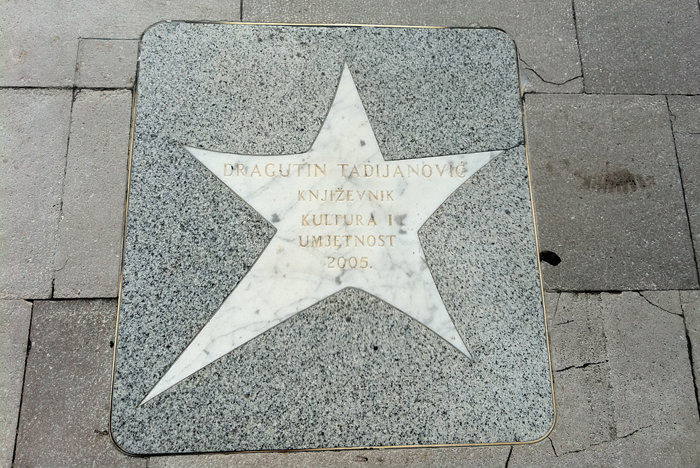 DRAGUTIN TADIJANOVIĆ
KNJIŽEVNIK
KULTURA I
UMJETNOST
2005.